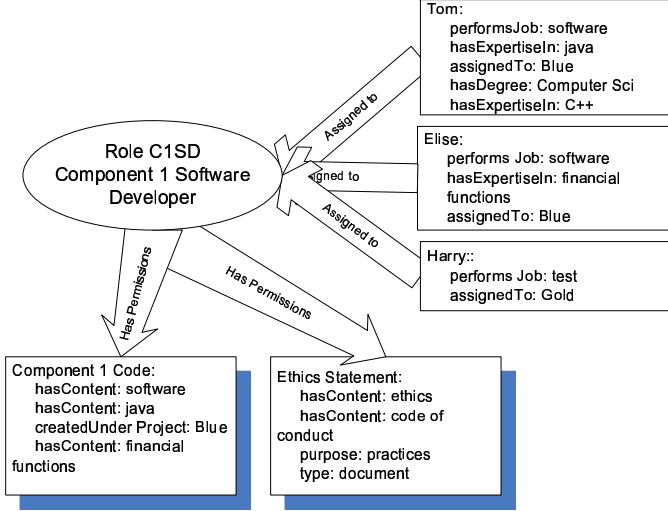 Tom:
performsJob: software
hasExpertiseIn: java
assignedTo: Blue
hasDegree: Computer Sci
hasExpertiseIn: C++
Assigned to
Role C1SD
Component 1 Software
Developer
Elise:
performs Job: software
hasExpertiseIn: financial
functions
assignedTo: Blue
igned to
Assigned to
Harry::
performs Job: test
assignedTo: Gold
Has Permissions
Has Permissions
Component 1 Code:
hasContent: software
hasContent: java
createdUnder Project: Blue
hasContent: financial
functions
Ethics Statement:
hasContent: ethics
hasContent: code of
conduct
purpose: practices
type: document